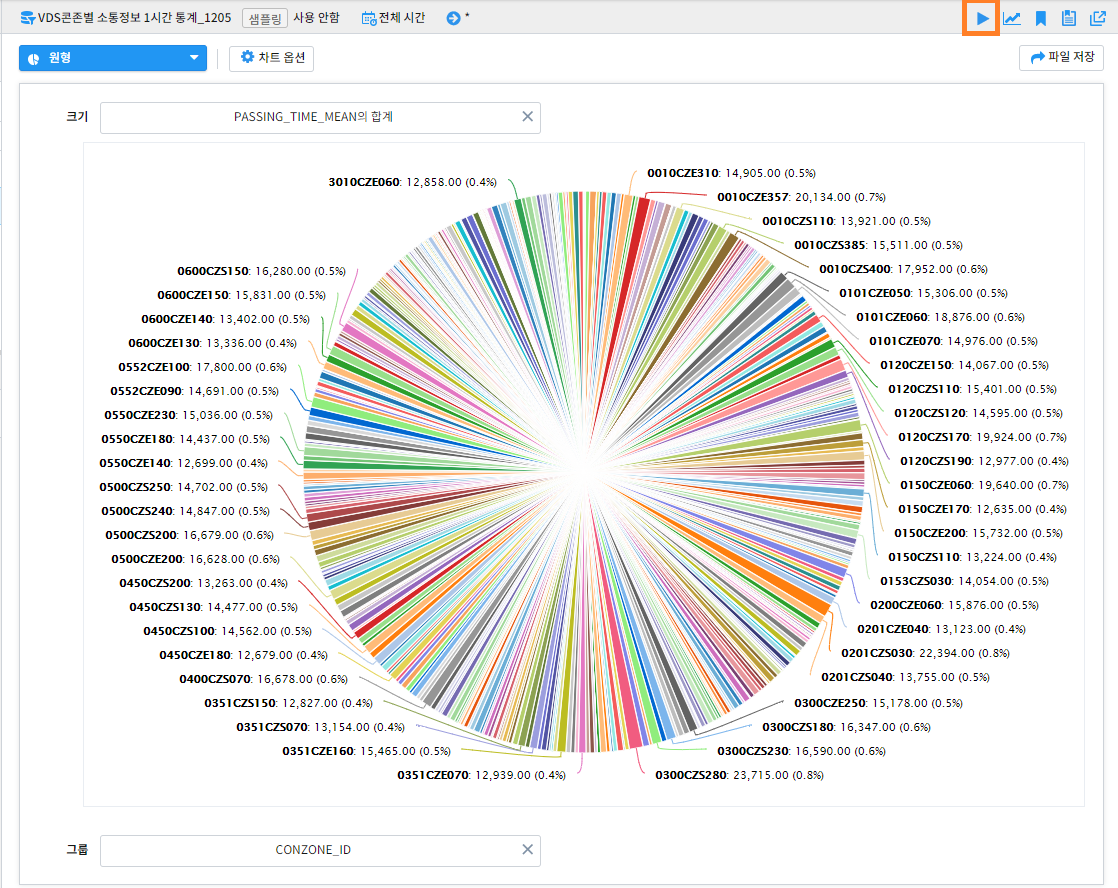 VDS콘존별 소통정보 1시간 통계_1205 샘플링 사용 안함 전체 시간 *
원형 차트 옵션 파일 저장
크기 PASSING_TIME_MEAN의 합계
3010CZE060: 12,858.00 (0.4%)
0600CZS150: 16,280.00 (0.5%)
0600CZE150: 15,831.00 (0.5%)
0600CZE140: 13,402.00 (0.5%)
0600CZE130: 13,336.00 (0.4%)
0552CZE100: 17,800.00 (0.6%)
0552CZE090: 14,691.00 (0.5%)
0550CZE230: 15,036.00 (0.5%)
0550CZE180: 14,437.00 (0.5%)
0550CZE140: 12,699.00 (0.4%)
0500CZS250: 14,702.00 (0.5%)
0500CZS240: 14,847.00 (0.5%)
0500CZS200: 16,679.00 (0.6%)
0500CZE200: 16,628.00 (0.6%)
0450CZS200: 13,263.00 (0.4%)
0450CZS130: 14,477.00 (0.5%)
0450CZS100: 14,562.00 (0.5%)
0450CZE180: 12,679.00 (0.4%)
0400CZS070: 16,678.00 (0.6%)
0351CZS150: 12,827.00 (0.4%)
0351CZS070: 13,154.00 (0.4%)
0351CZE160: 15,465.00 (0.5%)
0351CZE070: 12,939.00 (0.4%)
0010CZE310: 14,905.00 (0.5%)
0010CZE357: 20,134.00 (0.7%)
0010CZS110: 13,921.00 (0.5%)
0010CZS385: 15,511.00 (0.5%)
0010CZS400: 17,952.00 (0.6%)
0101CZE050: 15,306.00 (0.5%)
0101CZE060: 18,876.00 (0.6%)
0101CZE070: 14,976.00 (0.5%)
0120CZE150: 14,067.00 (0.5%)
0120CZS110: 15,401.00 (0.5%)
0120CZS120: 14,595.00 (0.5%)
0120CZS170: 19,924.00 (0.7%)
0120CZS190: 12,977.00 (0.4%)
0150CZE060: 19,640.00 (0.7%)
0150CZE170: 12,635.00 (0.4%)
0150CZE200: 15,732.00 (0.5%)
0150CZS110: 13,224.00 (0.4%)
0153CZS030: 14,054.00 (0.5%)
0200CZE060: 15,876.00 (0.5%)
0201CZE040: 13,123.00 (0.4%)
0201CZS030: 22,394.00 (0.8%)
0201CZS040: 13,755.00 (0.5%)
0300CZE250: 15,178.00 (0.5%)
0300CZS180: 16,347.00 (0.6%)
0300CZS230: 16,590.00 (0.6%)
0300CZS280: 23,715.00 (0.8%)
그룹 CONZONE_ID